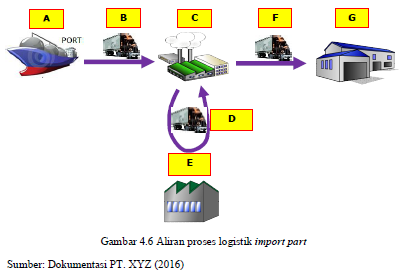 A
B
C
F
G
PORT
D
E
Gambar 4.6 Aliran proses logistik import part
Sumber: Dokumentasi PT. XYZ (2016)